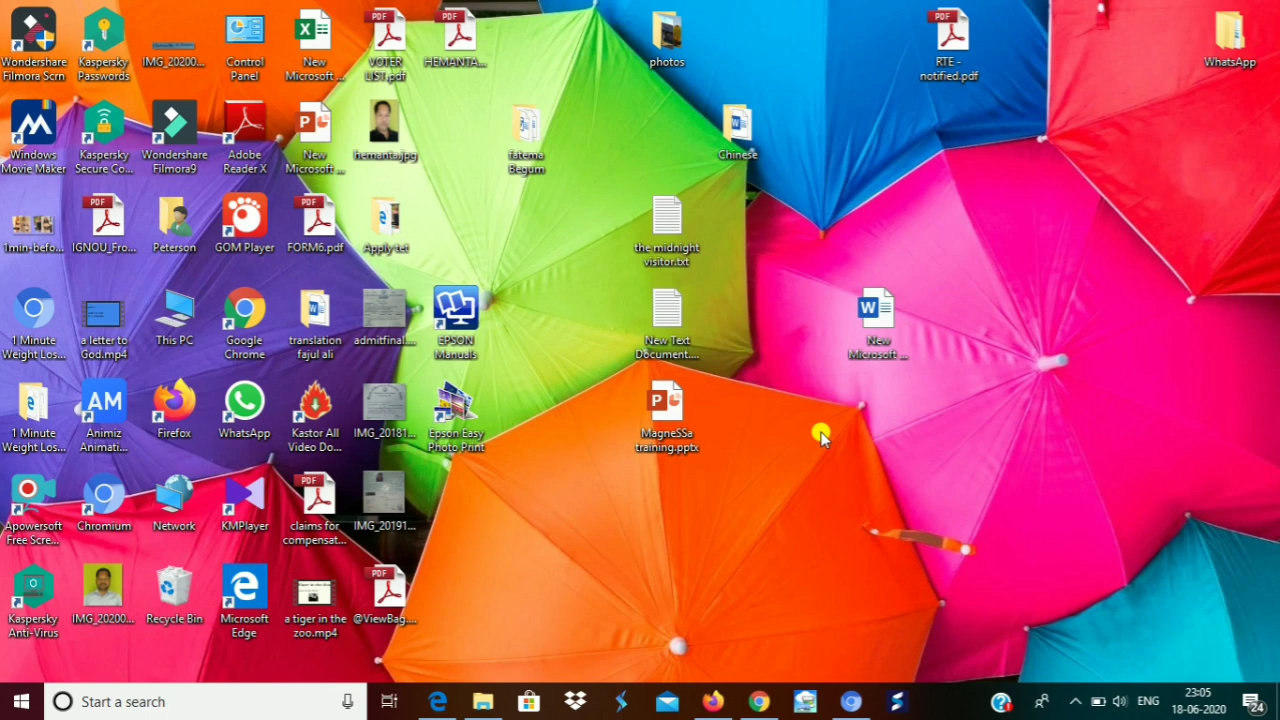 Wondershare
Filmora Scrn
Kaspersky
Passwords
IMG_20200...
Control
Panel
New
Microsoft ...
PDF
VOTER
LIST.pdf
PDF
HEMANTA...
photos
PDF
RTE -
notified.pdf
WhatsApp
Windows
Movie Maker
Kaspersky
Secure Co...
Wondershare
Filmora9
Adobe
Reader X
New
Microsoft ...
hemanta.jpg
fatema
Begum
Chinese
1min-befo...
PDF
IGNOU_Fro...
Peterson
GOM Player
PDF
FORM6.pdf
Apply tet
the midnight
visitor.txt
1 Minute
Weight Los...
a letter to
God.mp4
This PC
Google
Chrome
translation
fajul ali
admitfinal....
EPSON
Manuals
New Text
Document....
New
Microsoft ...
1 Minute
Weight Los...
AM
Animiz
Animati...
Firefox
WhatsApp
Kastor All
Video Do...
IMG_20181...
Epson Easy
Photo Print
MagneSSa
training.pptx
Apowersoft
Free Scre...
Chromium
Network
KMPlayer
PDF
claims for
compensat...
IMG_20191...
Kaspersky
Anti-Virus
IMG_20200...
Recycle Bin
Microsoft
Edge
a tiger in the
zoo.mp4
PDF
@ViewBag....
Start a search
ENG
23:05
18-06-2020
24